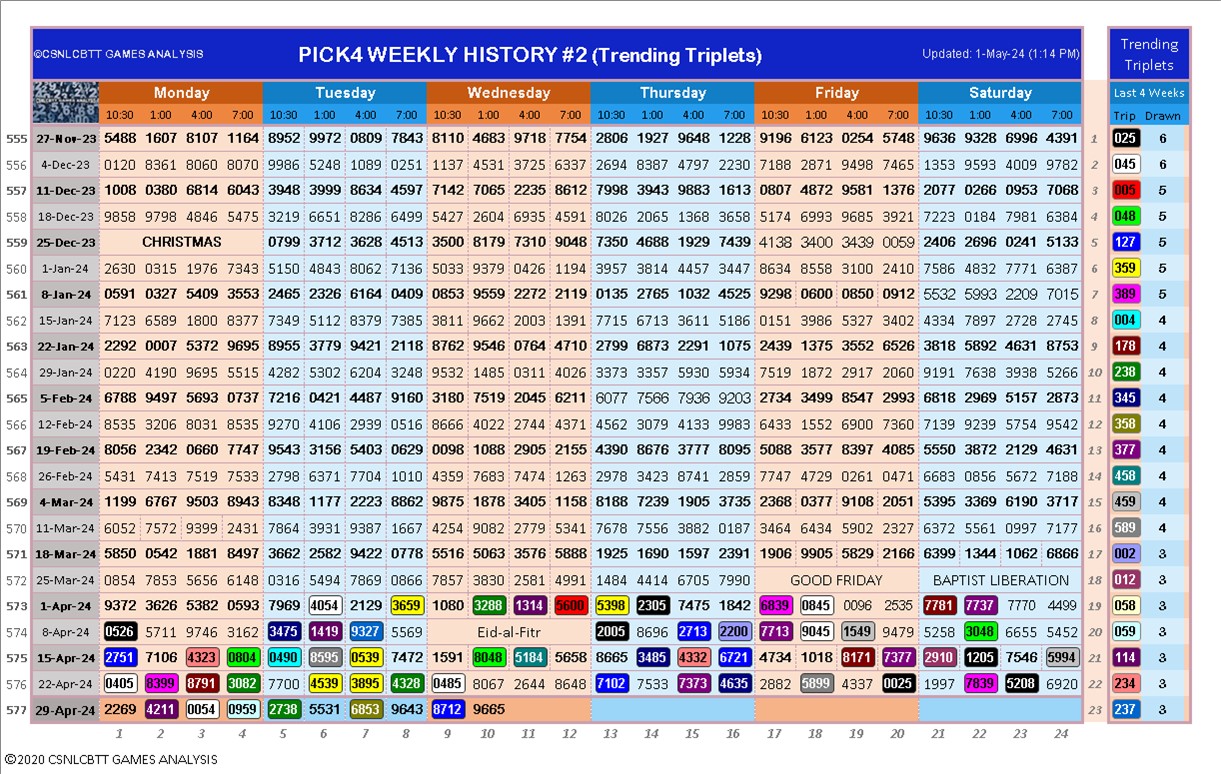 ©CSNLCBTT GAMES ANALYSIS PICK4 WEEKLY HISTORY #2 (Trending Triplets) Updated: 1-May-24 (1:14 PM) Trending Triplets
Monday Tuesday Wednesday Thursday Friday Saturday Last 4 Weeks
10:30 1:00 4:00 7:00 10:30 1:00 4:00 7:00 10:30 1:00 4:00 7:00 10:30 1:00 4:00 7:00 10:30 1:00 4:00 7:00 10:30 1:00 4:00 7:00 Trip Drawn
555 27-Nov-23 5488 1607 8107 1164 8952 9972 0809 7843 8110 4683 9718 7754 2806 1927 9648 1228 9196 6123 0254 5748 9636 9328 6996 4391 1 025 6
556 4-Dec-23 0120 8361 8060 8070 9986 5248 1089 0251 1137 4531 3725 6337 2694 8387 4797 2230 7188 2871 9498 7465 1353 9593 4009 9782 2 045 6
557 11-Dec-23 1008 0380 6814 6043 3948 3999 8634 4597 7142 7065 2235 8612 7998 3943 9883 1613 0807 4872 9581 1376 2077 0266 0953 7068 3 005 5
558 18-Dec-23 9858 9798 4846 5475 3219 6651 8286 6499 5427 2604 6935 4591 8026 2065 1368 3658 5174 6993 9685 3921 7223 0184 7981 6384 4 048 5
559 25-Dec-23 CHRISTMAS 0799 3712 3628 4513 3500 8179 7310 9048 7350 4688 1929 7439 4138 3400 3439 0059 2406 2696 0241 5133 5 127 5
560 1-Jan-24 2630 0315 1976 7343 5150 4843 8062 7136 5033 9379 0426 1194 3957 3814 4457 3447 8634 8558 3100 2410 7586 4832 7771 6387 6 359 5
561 8-Jan-24 0591 0327 5409 3553 2465 2326 6164 0409 6853 9559 2272 2119 0135 2765 1032 4525 9298 0600 0850 0912 5532 5993 2209 7015 7 389 5
562 15-Jan-24 7123 6589 1800 8377 7349 5112 8379 7385 3811 9662 2003 1391 7715 6713 3611 5186 0151 3986 5327 3402 4334 7897 2728 2745 8 004 4
563 22-Jan-24 2292 0007 5372 9695 8955 3779 9421 2118 8762 9546 0764 4710 2799 6873 2291 1075 2439 1375 3552 6526 3818 5892 4631 8753 9 178 4
564 29-Jan-24 0220 4190 9695 5515 4282 5302 6204 3248 9532 1485 0311 4026 3373 3357 5930 5934 7519 1872 2917 2060 9191 7638 3938 5266 10 238 4
565 5-Feb-24 6788 9497 5693 0737 7216 0421 4487 9160 3180 7519 2045 6211 6077 7566 7936 9203 2734 3499 8547 2993 6818 2969 5157 2873 11 345 4
566 12-Feb-24 8535 3206 8031 8535 9270 4106 2939 0516 8666 4022 2744 4371 4562 3079 4133 9983 6433 1552 6900 7360 7139 9239 5754 9542 12 358 4
567 19-Feb-24 8056 2342 0660 7747 9543 3156 5403 0629 0098 1088 2905 2155 4390 8676 3777 8095 5088 3577 8397 4085 5550 3872 2129 4631 13 377 4
568 26-Feb-24 5431 7413 7519 7533 2798 6371 7704 1010 4359 7683 7474 1263 2978 3423 8741 2859 7747 4729 0261 0471 6683 0856 5672 7188 14 458 4
569 4-Mar-24 1199 6767 9503 8943 8348 1177 2223 8862 9875 1878 3405 1158 8188 7239 1905 3735 2368 0377 9108 2051 5395 3369 6190 3717 15 459 4
570 11-Mar-24 6052 7572 9399 2431 7864 3931 9387 1667 4254 9082 2779 5341 7678 7556 3882 0187 3464 6434 5902 2327 6372 5561 0997 7177 16 589 4
571 18-Mar-24 5850 0542 1881 8497 3662 2582 9422 0778 5516 5063 3576 5888 1925 1690 1597 2391 1906 9905 5829 2166 6399 1344 1062 6866 17 002 3
572 25-Mar-24 0854 7853 5656 6148 0316 5494 7869 0866 7857 3830 2581 4991 1484 4414 6705 7990 GOOD FRIDAY BAPTIST LIBERATION 18 012 3
573 1-Apr-24 9372 3626 5382 0593 7969 4054 2129 3659 1080 3288 1314 5600 5398 2305 7475 1842 6839 0845 0096 2535 7781 7737 7770 4499 19 058 3
574 8-Apr-24 0526 5711 9746 3162 3475 1419 9327 5569 Eid-al-Fitr 2005 8696 2713 2200 7713 9045 1549 9479 5258 3048 6655 5452 20 059 3
575 15-Apr-24 2751 7106 4323 0804 0490 8595 0539 7472 1591 8048 5184 5658 8665 3485 4332 6721 4734 1018 8171 7377 2910 1205 7546 5994 21 114 3
576 22-Apr-24 0405 8399 8791 3082 7700 4539 3895 4328 0485 8067 2644 8648 7102 7533 7373 4635 2882 5899 4337 0025 1997 7839 5208 6920 22 234 3
577 29-Apr-24 2269 4211 0054 0959 2738 5531 6853 9643 8712 9665 23 237 3
1 2 3 4 5 6 7 8 9 10 11 12 13 14 15 16 17 18 19 20 21 22 23 24
©2020 CSNLCBTT GAMES ANALYSIS